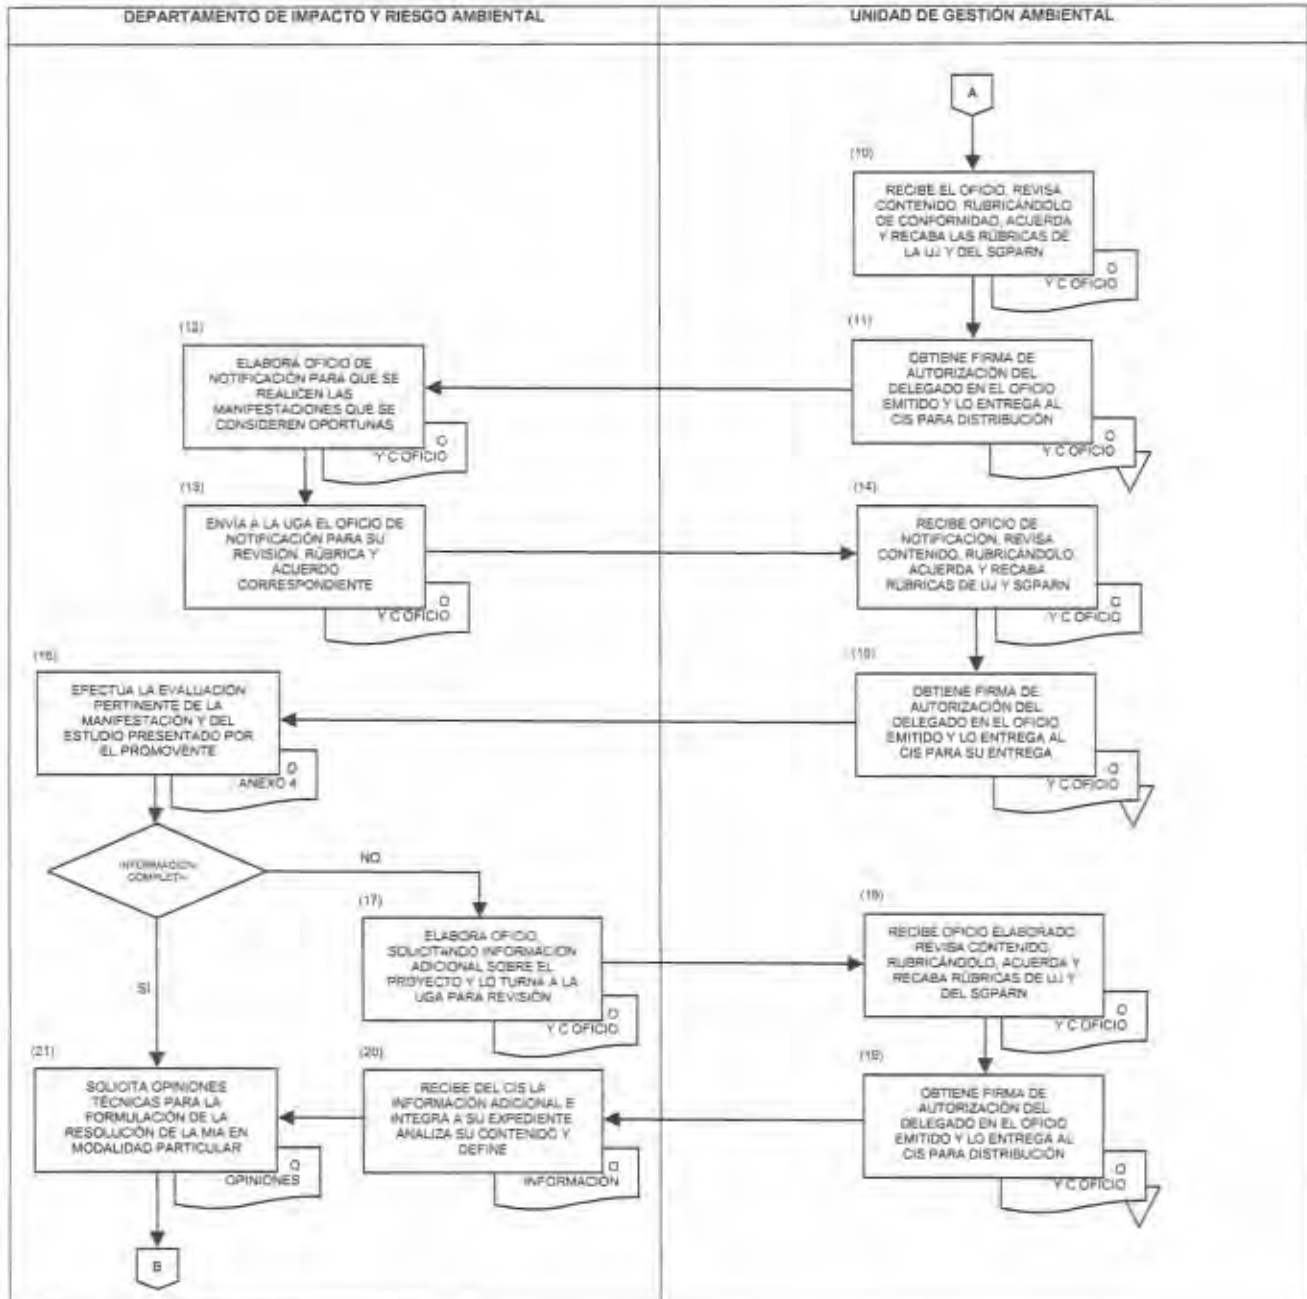 DEPARTAMENTO DE IMPACTO Y RIESGO AMBIENTAL
UNIDAD DE GESTIÓN AMBIENTAL
A
(10)
RECIBE EL OFICIO, REVISA
CONTENIDO, RUBRICÁNDOLO
DE CONFORMIDAD, ACUERDA
Y RECABA LAS RÚBRICAS DE
LA UJ Y DEL SGPARN
O
Y C OFICIO
(11)
OBTIENE FIRMA DE
AUTORIZACIÓN DEL
DELEGADO EN EL OFICIO
EMITIDO Y LO ENTREGA AL
CIS PARA DISTRIBUCIÓN
O
Y C OFICIO
(12)
ELABORA OFICIO DE
NOTIFICACIÓN PARA QUE SE
REALICEN LAS
MANIFESTACIONES QUE SE
CONSIDEREN OPORTUNAS
O
Y C OFICIO
(13)
ENVÍA A LA UGA EL OFICIO DE
NOTIFICACIÓN PARA SU
REVISIÓN, RÚBRICA Y
ACUERDO
CORRESPONDIENTE
O
Y C OFICIO
(14)
RECIBE OFICIO DE
NOTIFICACIÓN, REVISA
CONTENIDO, RUBRICÁNDOLO,
ACUERDA Y RECABA
RÚBRICAS DE UJ Y SGPARN
O
Y C OFICIO
OBTIENE FIRMA DE
AUTORIZACIÓN DEL
DELEGADO EN EL OFICIO
EMITIDO Y LO ENTREGA AL
CIS PARA SU ENTREGA
O
Y C OFICIO
EFECTÚA LA EVALUACIÓN
PERTINENTE DE LA
MANIFESTACIÓN Y DEL
ESTUDIO PRESENTADO POR
EL PROMOVENTE
O
ANEXO 4
INFORMACIÓN
COMPLETA
NO
SI
(17)
ELABORA OFICIO,
SOLICITANDO INFORMACIÓN
ADICIONAL SOBRE EL
PROYECTO Y LO TURNA A LA
UGA PARA REVISIÓN
O
Y C OFICIO
RECIBE OFICIO ELABORADO
REVISA CONTENIDO,
RUBRICÁNDOLO, ACUERDA Y
RECABA RÚBRICAS DE UJ Y
DEL SGPARN
O
Y C OFICIO
OBTIENE FIRMA DE
AUTORIZACIÓN DEL
DELEGADO EN EL OFICIO
EMITIDO Y LO ENTREGA AL
CIS PARA DISTRIBUCIÓN
O
Y C OFICIO
(20)
RECIBE DEL CIS LA
INFORMACIÓN ADICIONAL E
INTEGRA A SU EXPEDIENTE
ANALIZA SU CONTENIDO Y
DEFINE
O
INFORMACIÓN
(21)
SOLICITA OPINIONES
TÉCNICAS PARA LA
FORMULACIÓN DE LA
RESOLUCIÓN DE LA MIA EN
MODALIDAD PARTICULAR
O
OPINIONES
B